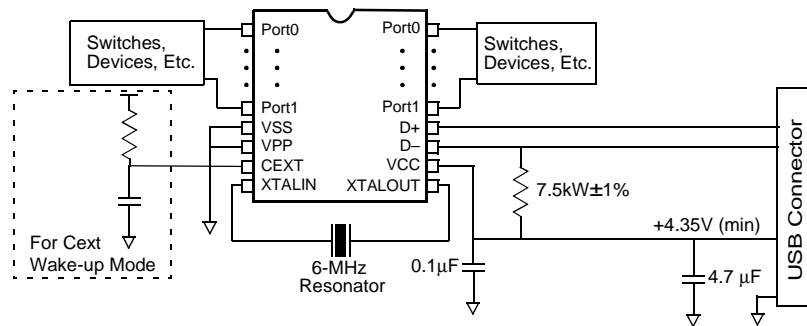 Switches,
Devices, Etc.
Port0
Port0
Switches,
Devices, Etc.
Port1
Port1
VSS
D+
VPP
D–
CEXT
VCC
XTALIN
XTALOUT
7.5kW±1%
For Cext
Wake-up Mode
6-MHz
Resonator
0.1µF
+4.35V (min)
4.7 µF
USB Connector